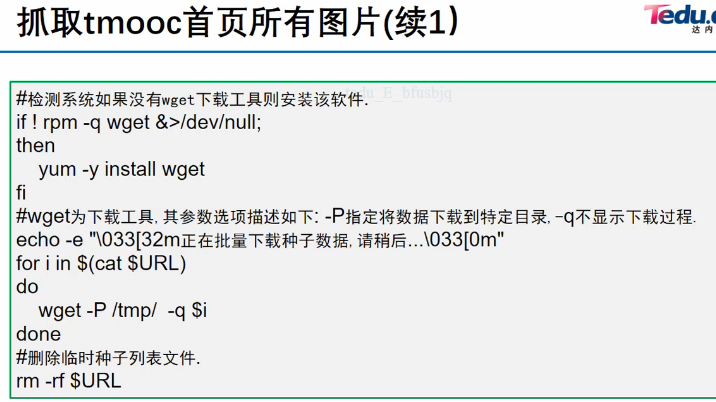 抓取tmooc首页所有图片(续1)
Tedu.c
达内
tedu_E_bfusbjq
#检测系统如果没有wget下载工具则安装该软件.
if ! rpm -q wget &>/dev/null;
then
    yum -y install wget
fi
#wget为下载工具,其参数选项描述如下: -P指定将数据下载到特定目录,-q不显示下载过程.
echo -e "\033[32m正在批量下载种子数据,请稍后...\033[0m"
for i in $(cat $URL)
do
    wget -P /tmp/  -q $i
done
#删除临时种子列表文件.
rm -rf $URL